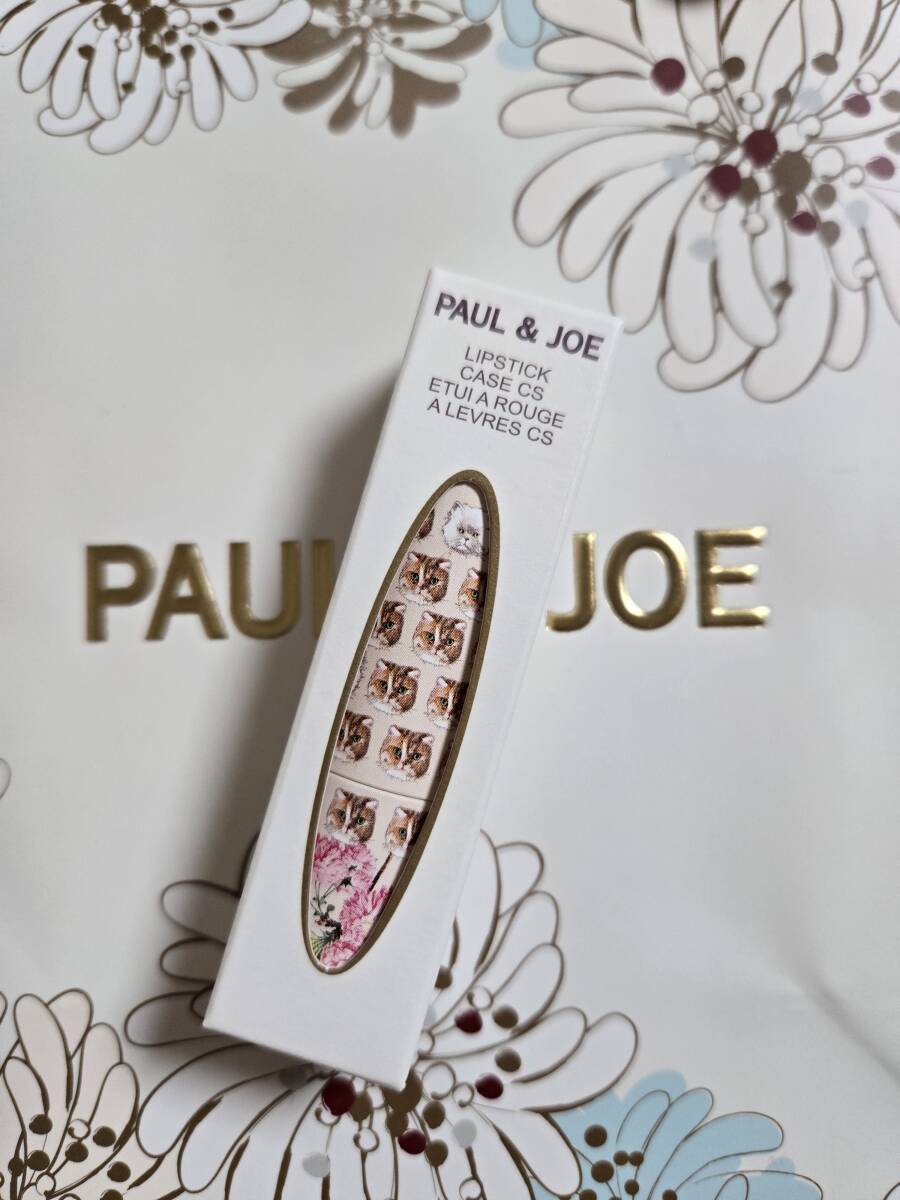 PAUL & JOE
LIPSTICK
CASE CS
ETUI A ROUGE
A LEVRES CS
PAUL JOE